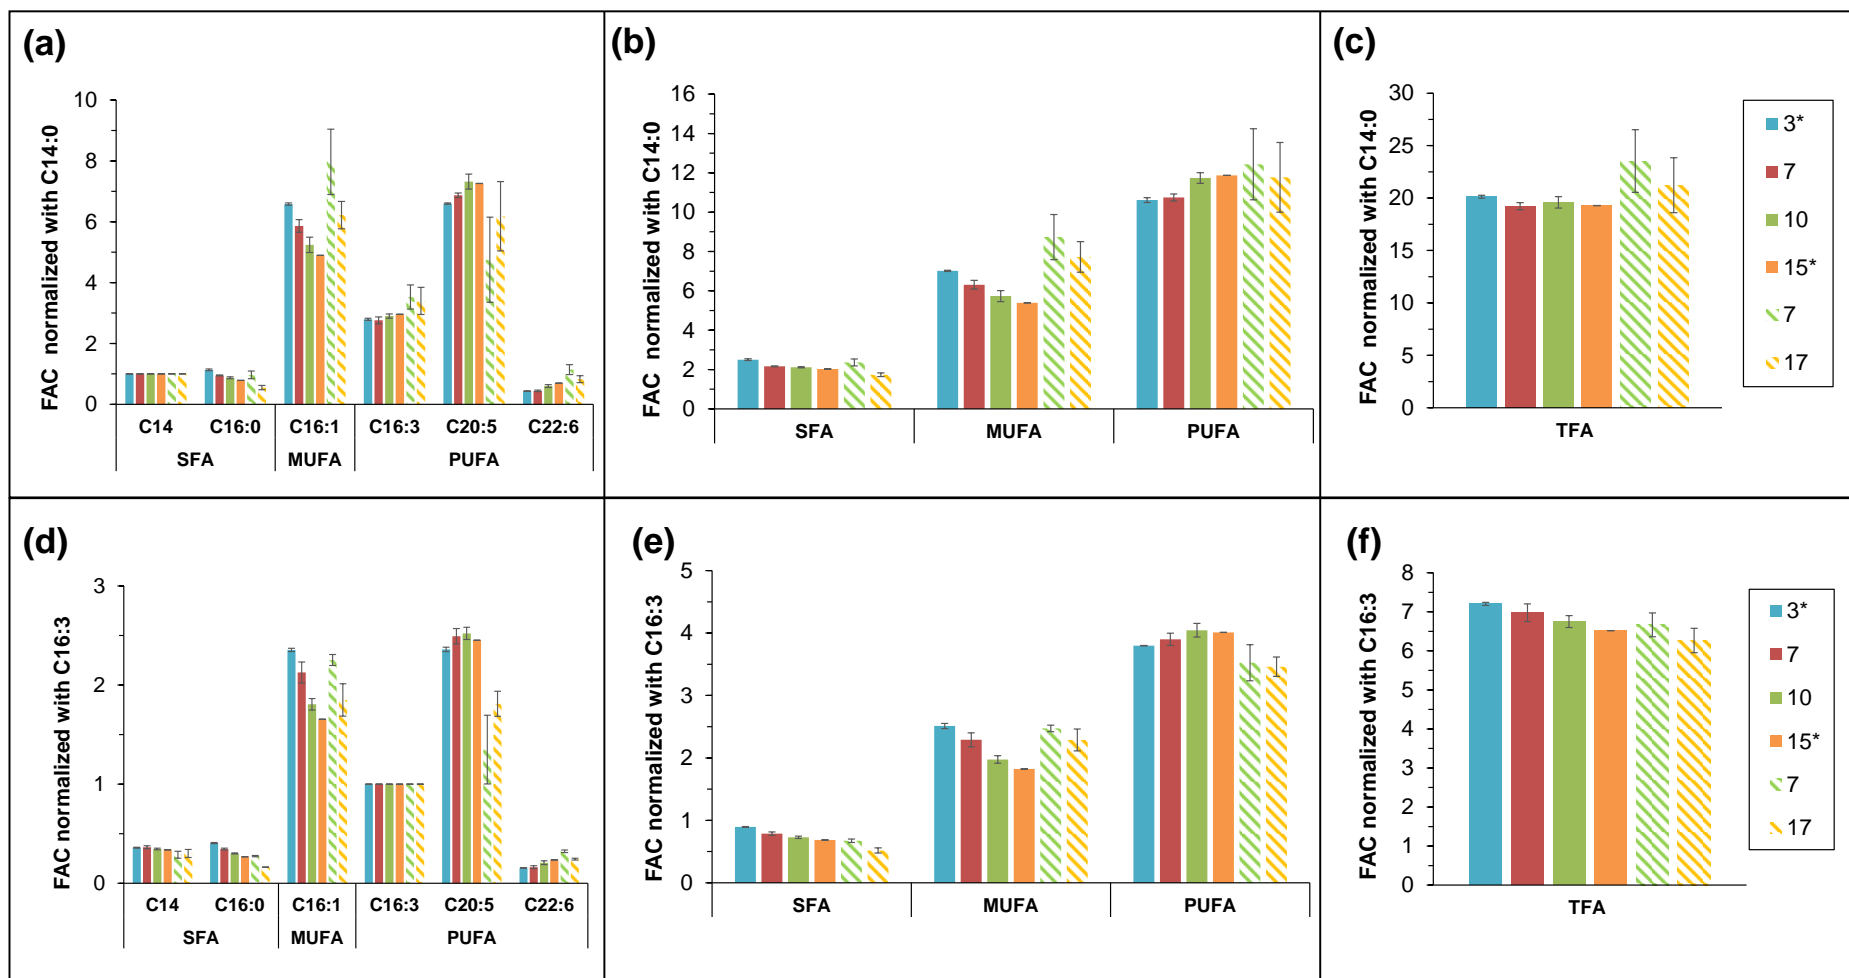 (a)
FAC  normalized with C14:0
10
8
6
4
2
0
C14 C16:0 C16:1 C16:3 C20:5 C22:6
SFA MUFA PUFA
(b)
FAC  normalized with C14:0
16
14
12
10
8
6
4
2
0
SFA MUFA PUFA
(c)
FAC  normalized with C14:0
30
25
20
15
10
5
0
TFA
3*
7
10
15*
7
17
(d)
FAC normalized with C16:3
3
2
1
0
C14 C16:0 C16:1 C16:3 C20:5 C22:6
SFA MUFA PUFA
(e)
FAC normalized with C16:3
5
4
3
2
1
0
SFA MUFA PUFA
(f)
FAC normalized with C16:3
8
7
6
5
4
3
2
1
0
TFA
3*
7
10
15*
7
17